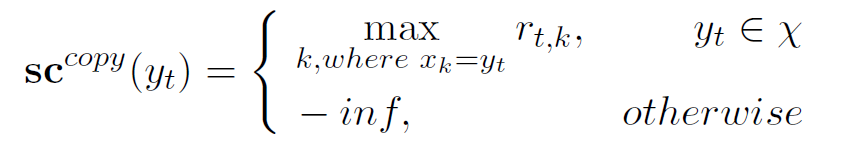 sc^{copy}(y_t) = { max_{k,where x_k=y_t} r_{t,k}, y_t ∈ χ
− inf, otherwise